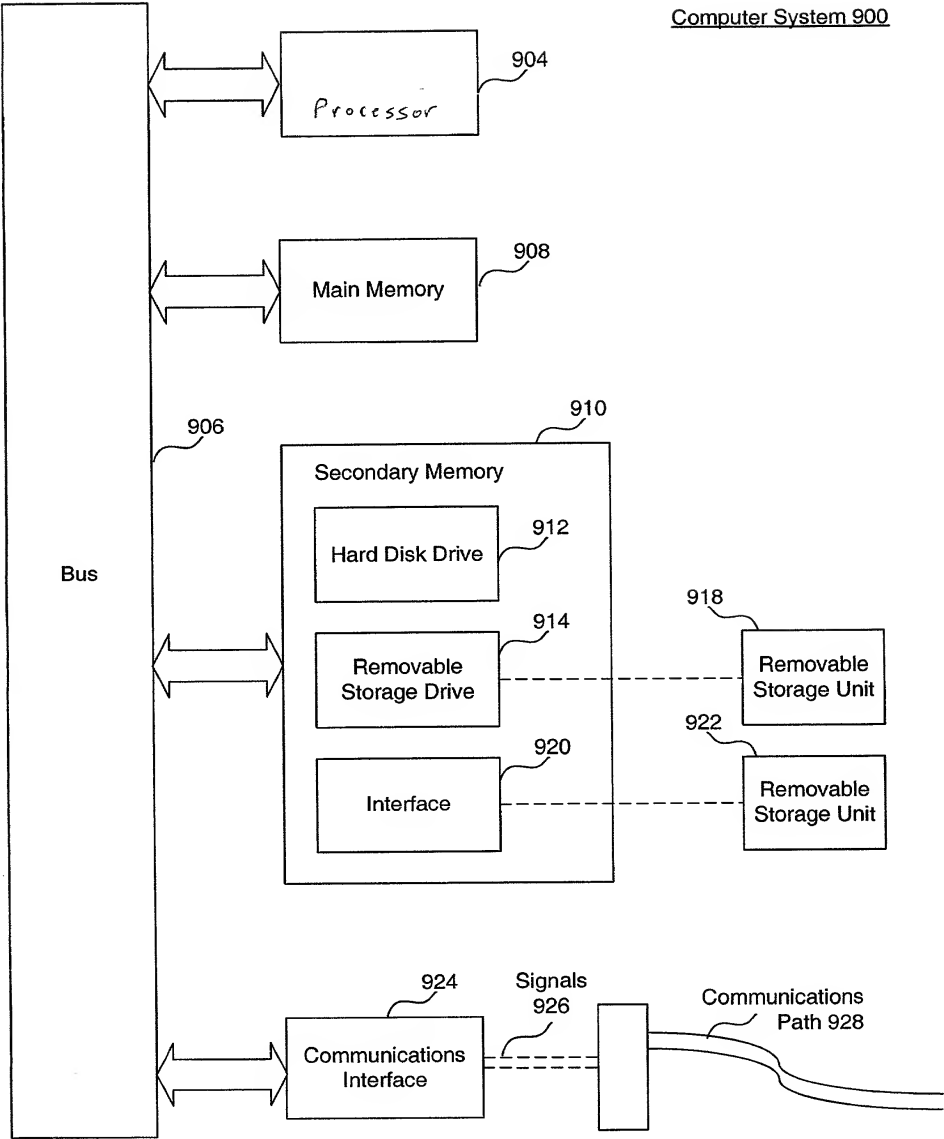 Computer System 900
904
Processor
908
Main Memory
906
Bus
910
Secondary Memory
912
Hard Disk Drive
914
Removable
Storage Drive
918
Removable
Storage Unit
920
Interface
922
Removable
Storage Unit
924
Communications
Interface
Signals
926
Communications
Path 928